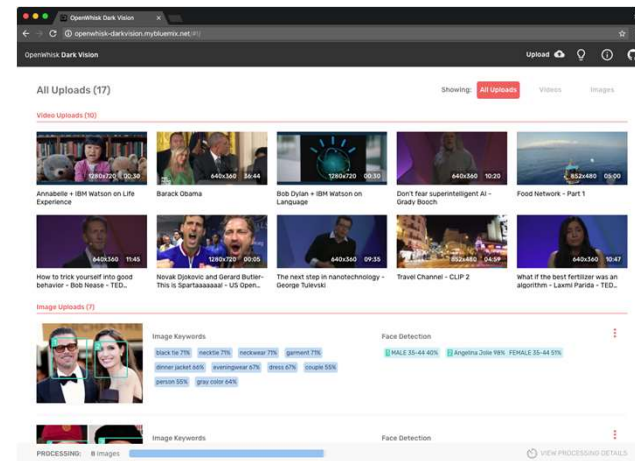 OpenWhisk Dark Vision
openwhisk-darkvision.mybluemix.net/#!/
OpenWhisk Dark Vision
Upload
All Uploads (17)
Showing: All Uploads Videos Images
Video Uploads (10)
1280x720 00:30
640x360 36:44
1280x720 00:30
640x360 10:20
852x480 05:00
Annabelle + IBM Watson on Life Experience
Barack Obama
Bob Dylan + IBM Watson on Language
Don't fear superintelligent AI - Grady Booch
Food Network - Part 1
640x360 11:45
1280x720 00:05
640x360 09:35
852x480 04:59
640x360 10:47
How to trick yourself into good behavior - Bob Nease - TED...
Novak Djokovic and Gerard Butler- This is Spartaaaaaaal - US Open...
The next step in nanotechnology - George Tulevski
Travel Channel - CLIP 2
What if the best fertilizer was an algorithm - Laxmi Parida - TED...
Image Uploads (7)
Image Keywords
Face Detection
black tie 71% necktie 71% neckwear 71% garment 71%
MALE 35-44 40% Angelina Jolie 98% FEMALE 35-44 51%
dinner jacket 66% eveningwear 67% dress 67% couple 55%
person 55% gray color 64%
Image Keywords
Face Detection
PROCESSING: 8 images
VIEW PROCESSING DETAILS